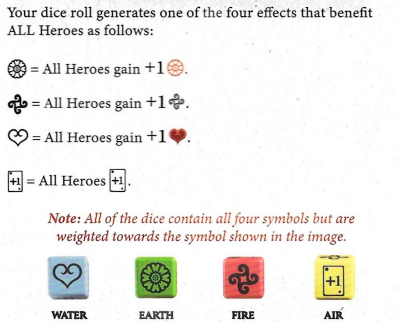 Your dice roll generates one of the four effects that benefit
ALL Heroes as follows:
= All Heroes gain +1.
= All Heroes gain +1.
= All Heroes gain +1.
+1 = All Heroes +1.
Note: All of the dice contain all four symbols but are
weighted towards the symbol shown in the image.
+1
WATER EARTH FIRE AIR